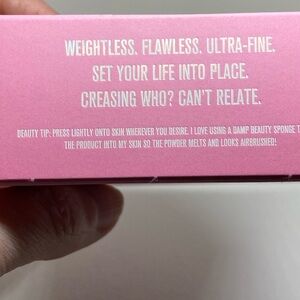 WEIGHTLESS. FLAWLESS. ULTRA-FINE.
SET YOUR LIFE INTO PLACE.
CREASING WHO? CAN'T RELATE.
BEAUTY TIP: PRESS LIGHTLY ONTO SKIN WHEREVER YOU DESIRE. I LOVE USING A DAMP BEAUTY SPONGE T
THE PRODUCT INTO MY SKIN SO THE POWDER MELTS AND LOOKS AIRBRUSHED!